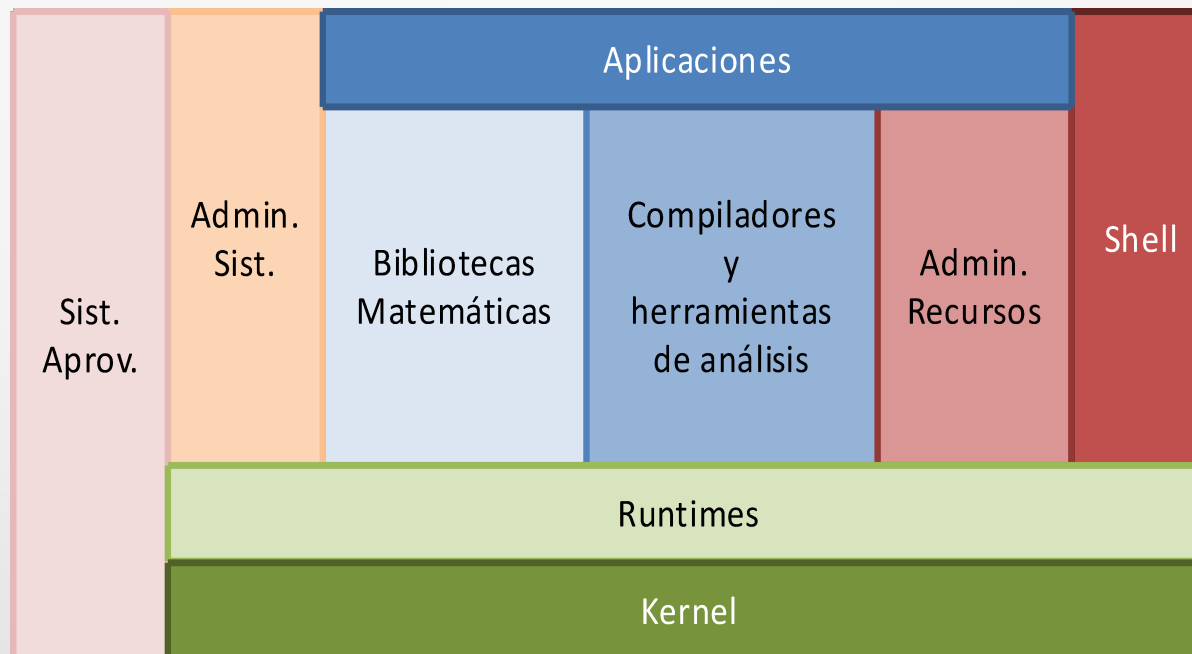 Aplicaciones
Sist.
Aprov.
Admin.
Sist.
Bibliotecas
Matemáticas
Compiladores
y
herramientas
de análisis
Admin.
Recursos
Shell
Runtimes
Kernel